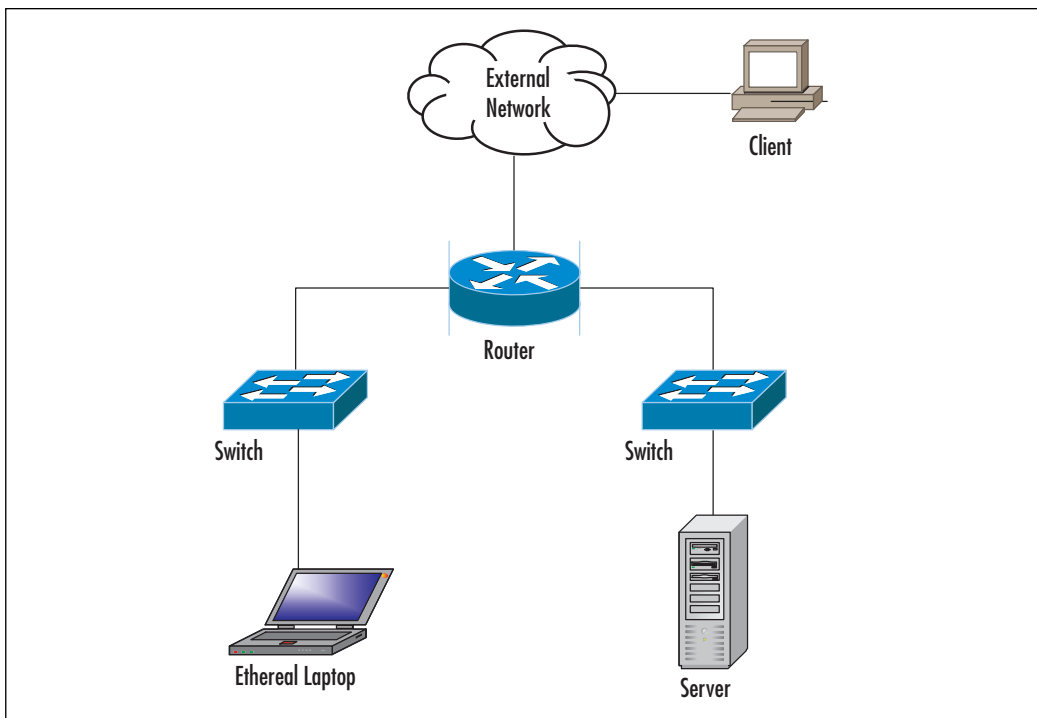 External
Network
Client
Router
Switch
Switch
Ethereal Laptop
Server